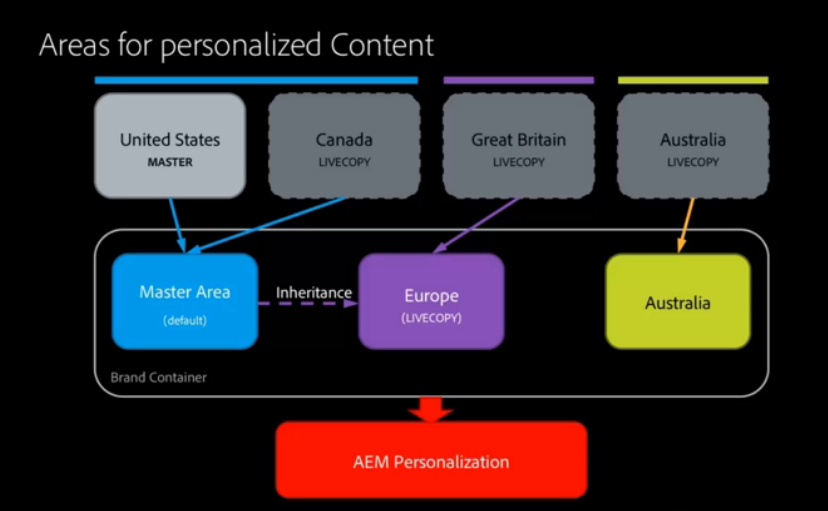 Areas for personalized Content
United States
MASTER
Canada
LIVECOPY
Great Britain
LIVECOPY
Australia
LIVECOPY
Master Area
(default)
Inheritance
Europe
(LIVECOPY)
Australia
Brand Container
AEM Personalization